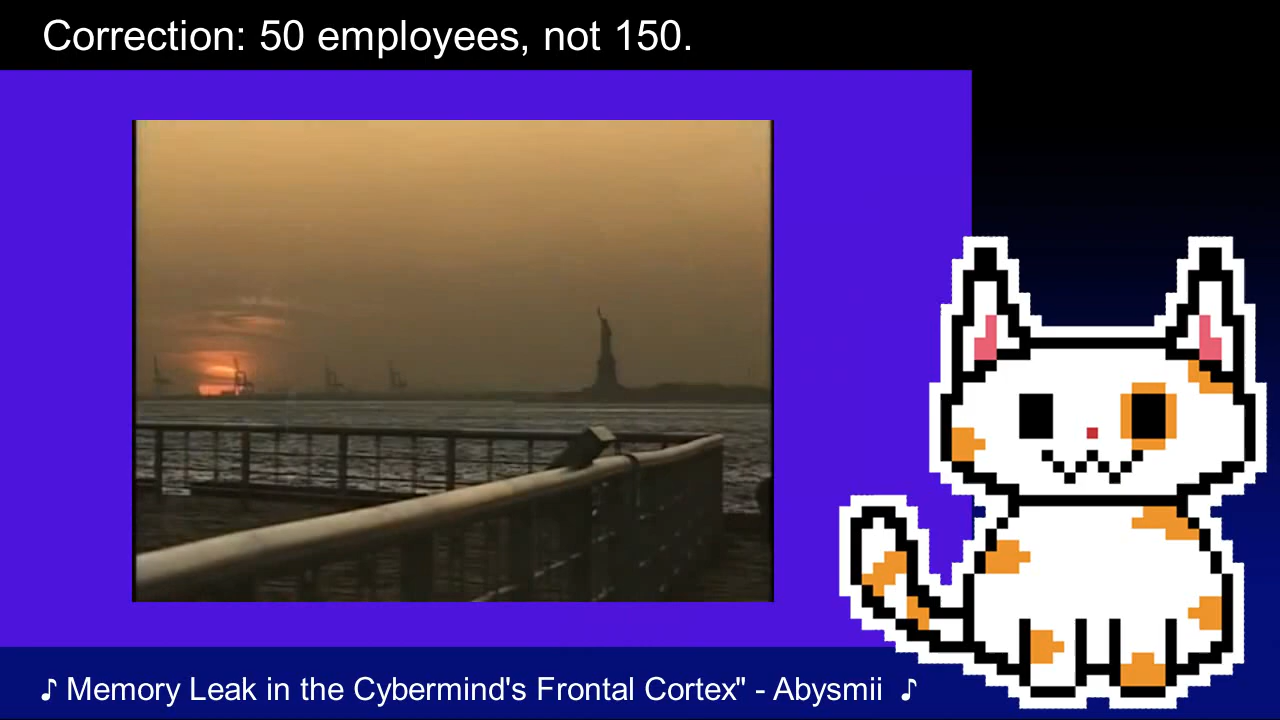 Correction: 50 employees, not 150.
♪ Memory Leak in the Cybermind's Frontal Cortex" - Abysmii ♪